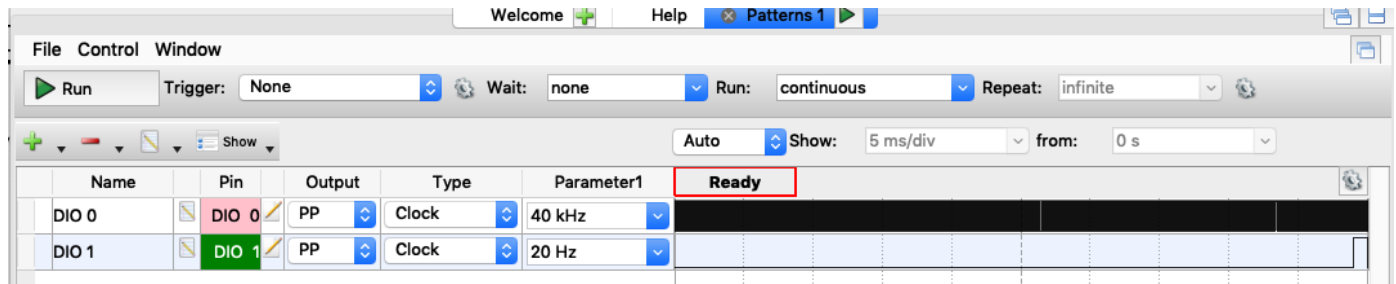 Welcome Help Patterns 1
File Control Window
Run Trigger: None Wait: none Run: continuous Repeat: infinite
Show Auto Show: 5 ms/div from: 0 s
Name Pin Output Type Parameter1 Ready
DIO 0 DIO 0 PP Clock 40 kHz
DIO 1 DIO 1 PP Clock 20 Hz